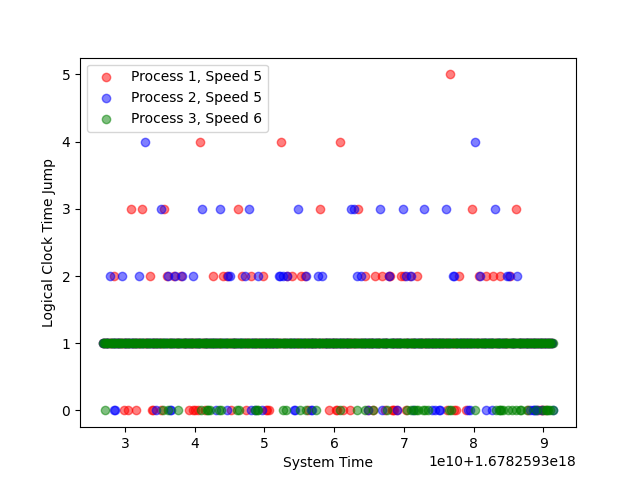 Process 1, Speed 5
Process 2, Speed 5
Process 3, Speed 6
Logical Clock Time Jump
5
4
3
2
1
0
3 4 5 6 7 8 9
System Time
1e10+1.6782593e18